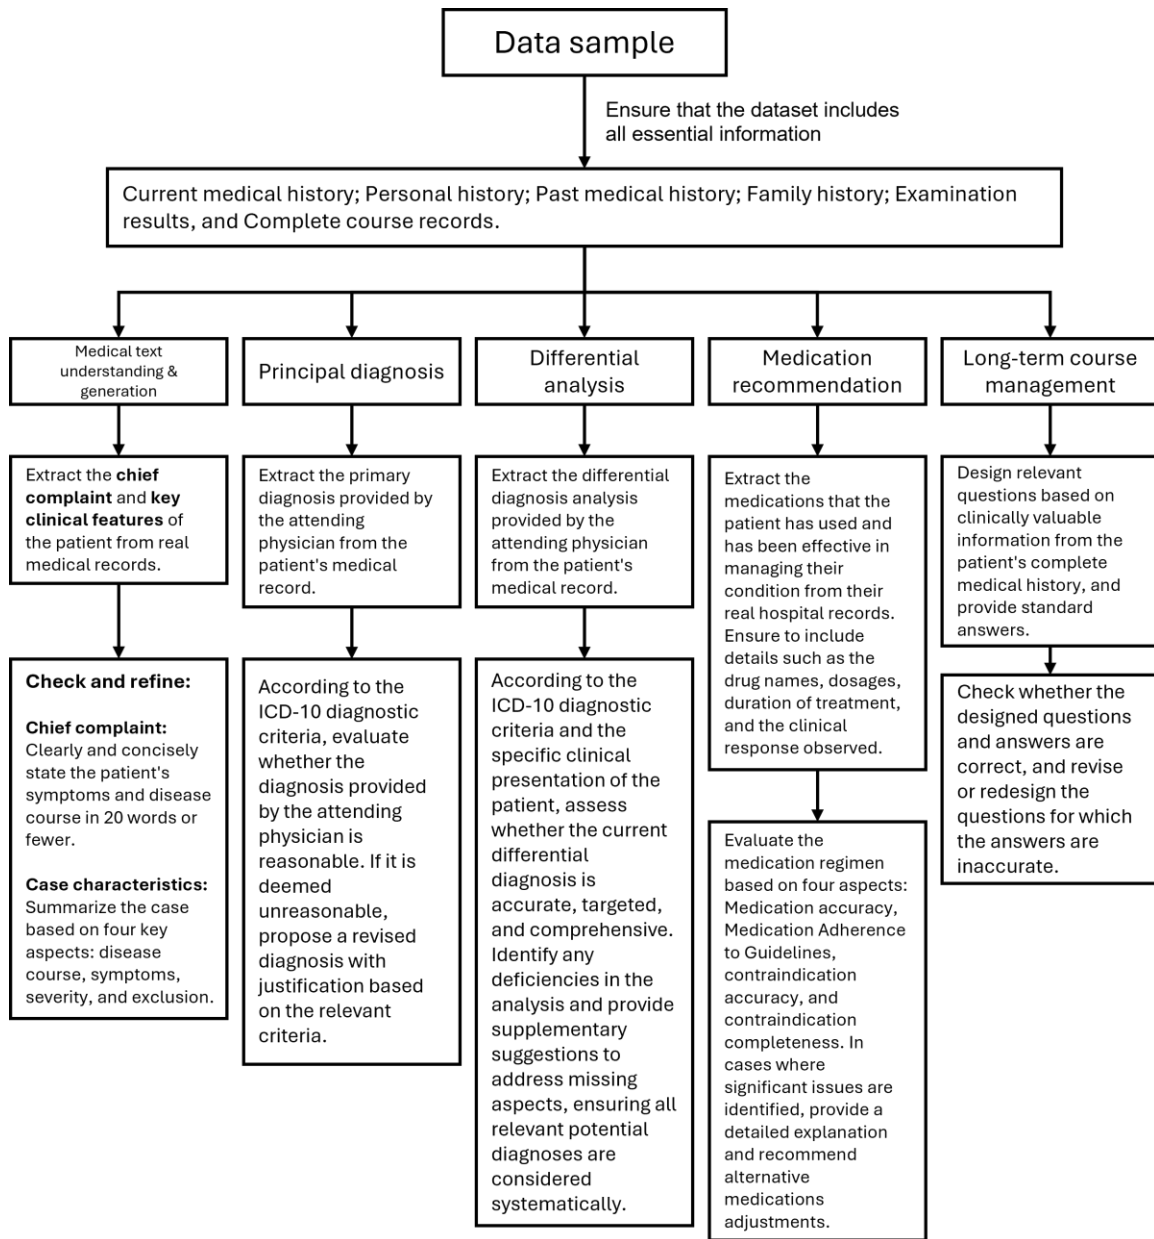 Data sample
Ensure that the dataset includes
all essential information
Current medical history; Personal history; Past medical history; Family history; Examination
results, and Complete course records.
Medical text
understanding &
generation
Principal diagnosis
Differential
analysis
Medication
recommendation
Long-term course
management
Extract the chief
complaint and key
clinical features of
the patient from real
medical records.
Extract the primary
diagnosis provided by
the attending
physician from the
patient's medical
record.
Extract the differential
diagnosis analysis
provided by the
attending physician
from the patient's
medical record.
Extract the
medications that the
patient has used and
has been effective in
managing their
condition from their
real hospital records.
Ensure to include
details such as the
drug names, dosages,
duration of treatment,
and the clinical
response observed.
Design relevant
questions based on
clinically valuable
information from the
patient's complete
medical history, and
provide standard
answers.
Check and refine:
Chief complaint:
Clearly and concisely
state the patient's
symptoms and disease
course in 20 words or
fewer.
Case characteristics:
Summarize the case
based on four key
aspects: disease
course, symptoms,
severity, and exclusion.
According to the
ICD-10 diagnostic
criteria, evaluate
whether the
diagnosis provided
by the attending
physician is
reasonable. If it is
deemed
unreasonable,
propose a revised
diagnosis with
justification based
on the relevant
criteria.
According to the
ICD-10 diagnostic
criteria and the
specific clinical
presentation of the
patient, assess
whether the current
differential
diagnosis is
accurate, targeted,
and comprehensive.
Identify any
deficiencies in the
analysis and provide
supplementary
suggestions to
address missing
aspects, ensuring all
relevant potential
diagnoses are
considered
systematically.
Evaluate the
medication regimen
based on four aspects:
Medication accuracy,
Medication Adherence
to Guidelines,
contraindication
accuracy, and
contraindication
completeness. In
cases where
significant issues are
identified, provide a
detailed explanation
and recommend
alternative
medications
adjustments.
Check whether the
designed questions
and answers are
correct, and revise
or redesign the
questions for which
the answers are
inaccurate.